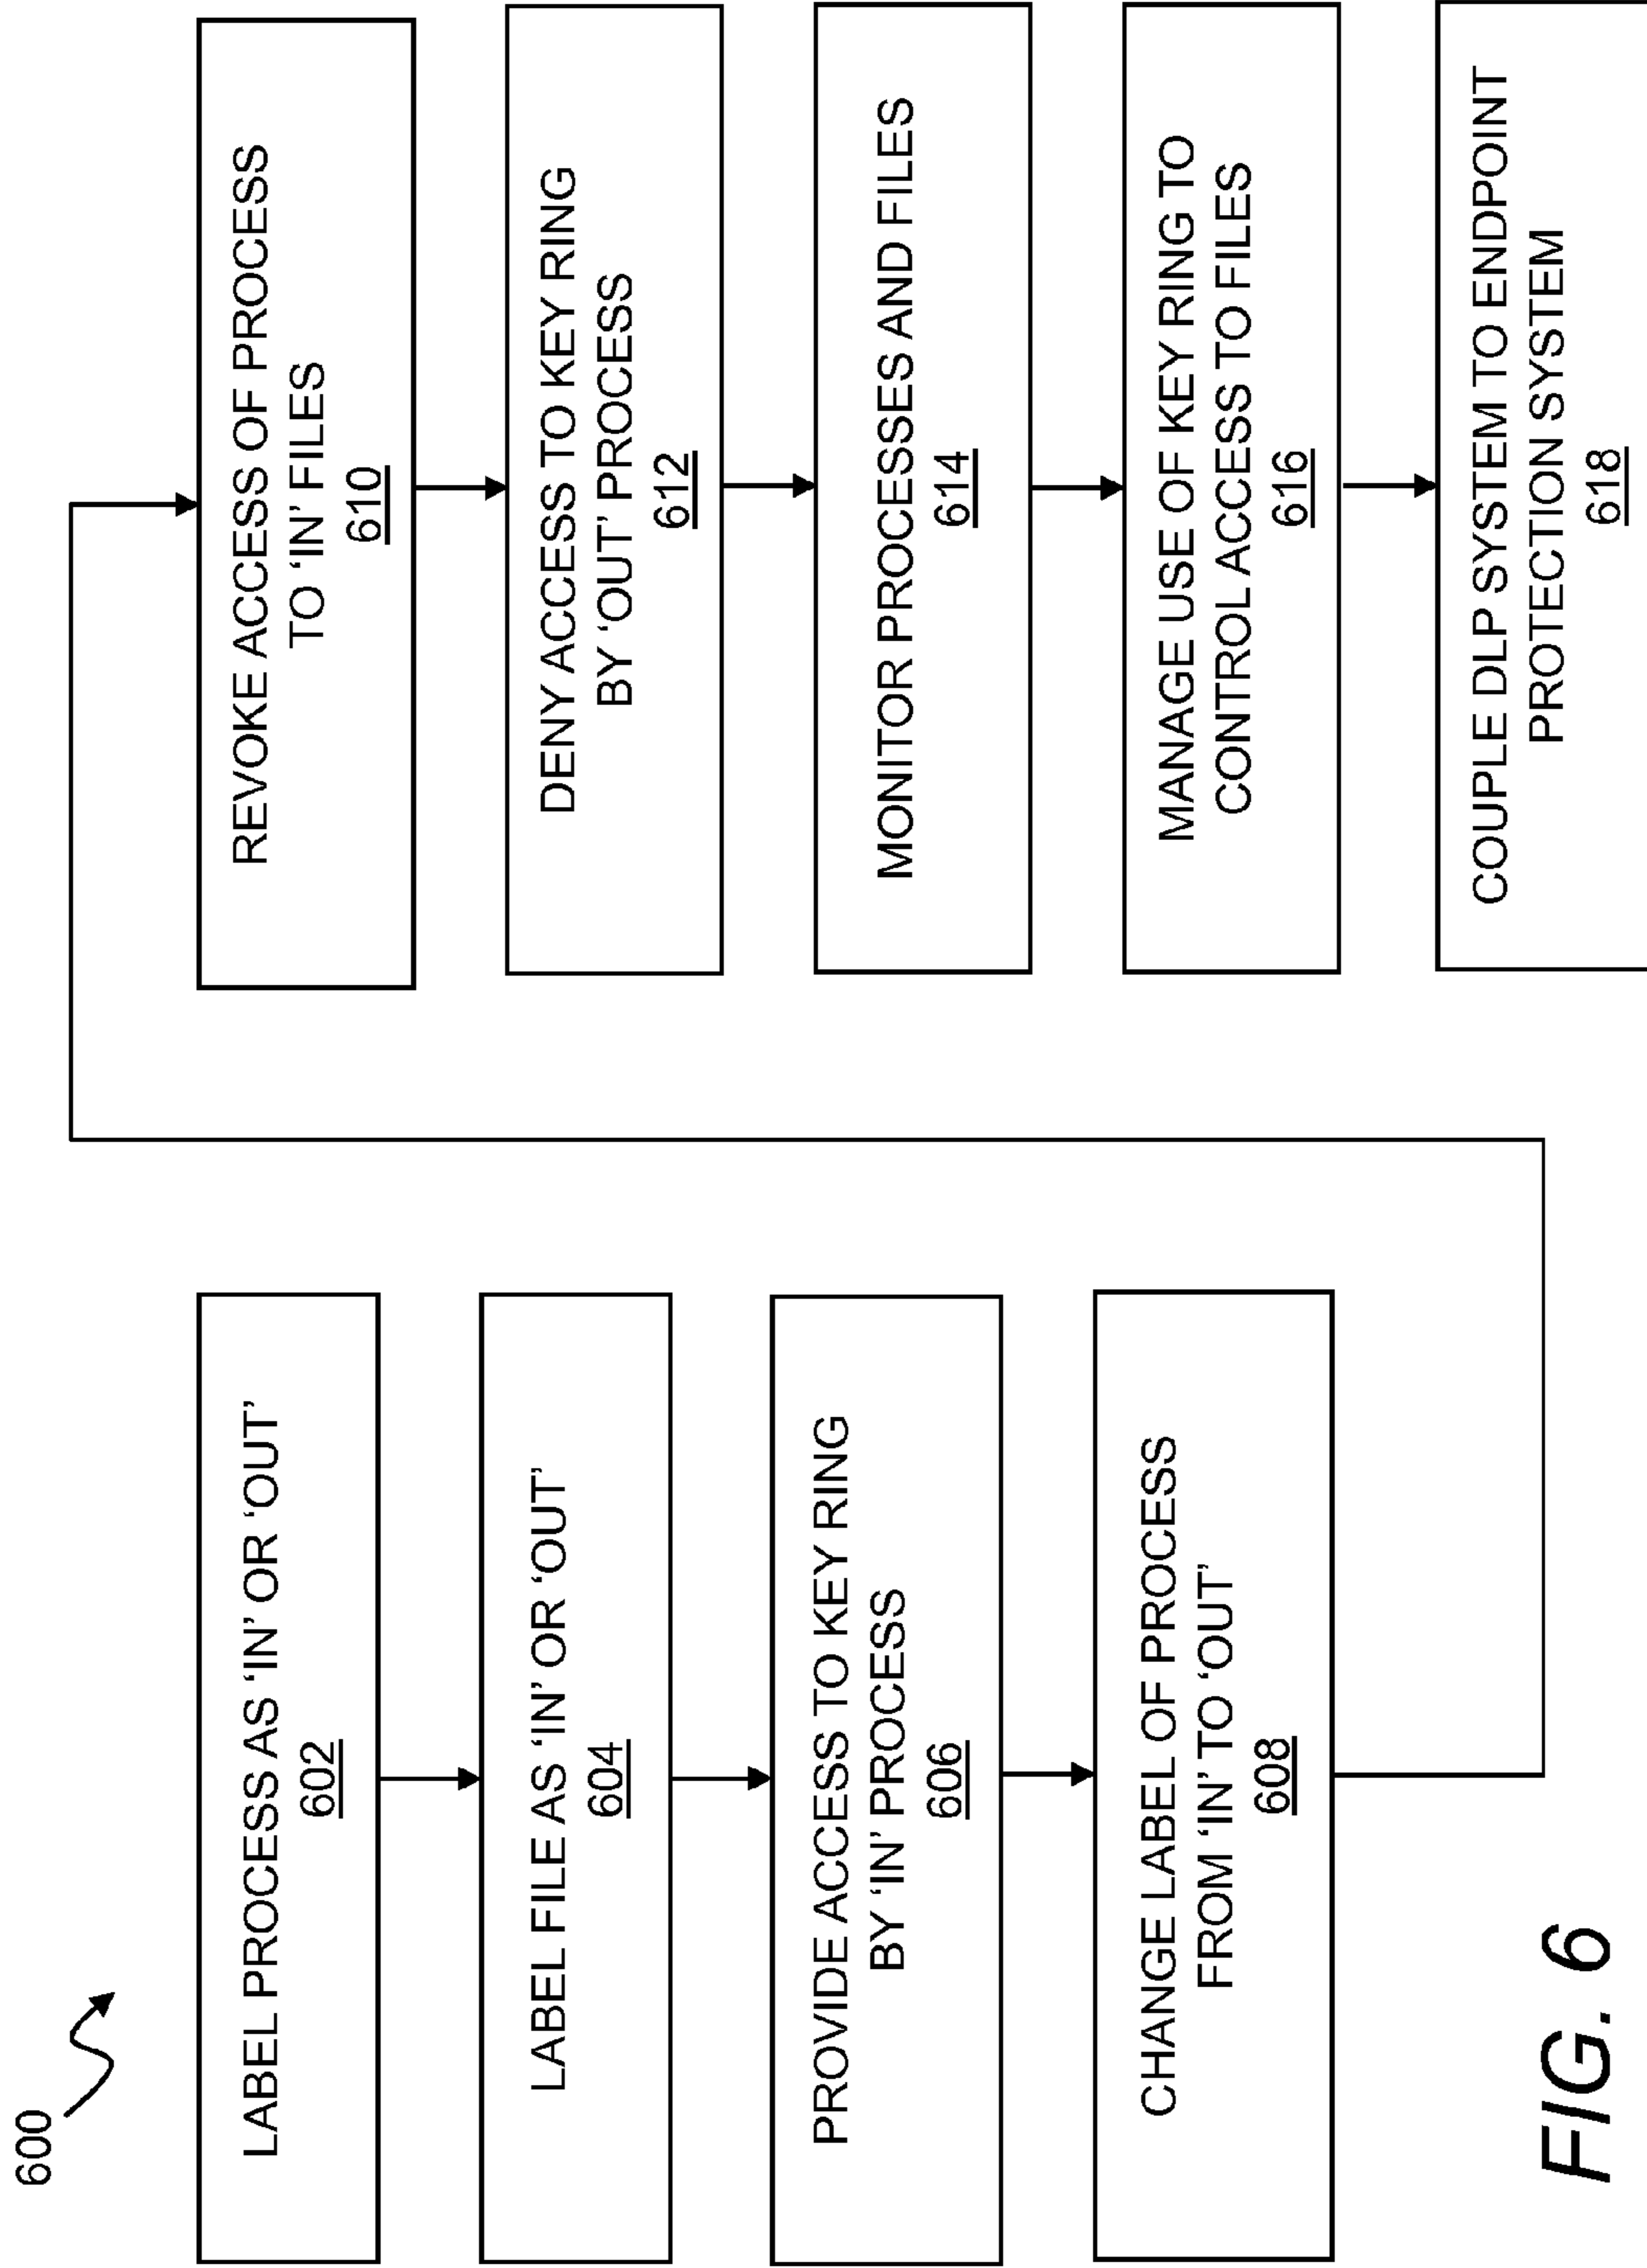 600
LABEL PROCESS AS ‘IN’ OR ‘OUT’
602
LABEL FILE AS ‘IN’ OR ‘OUT’
604
PROVIDE ACCESS TO KEY RING
BY ‘IN’ PROCESS
606
CHANGE LABEL OF PROCESS
FROM ‘IN’ TO ‘OUT’
608
REVOKE ACCESS OF PROCESS
TO ‘IN’ FILES
610
DENY ACCESS TO KEY RING
BY ‘OUT’ PROCESS
612
MONITOR PROCESSES AND FILES
614
MANAGE USE OF KEY RING TO
CONTROL ACCESS TO FILES
616
COUPLE DLP SYSTEM TO ENDPOINT
PROTECTION SYSTEM
618
FIG. 6